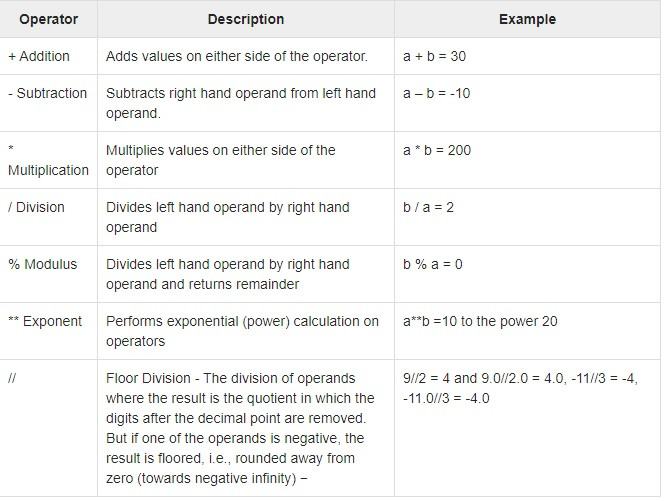 Operator Description Example
+ Addition Adds values on either side of the operator. a + b = 30
- Subtraction Subtracts right hand operand from left hand a – b = -10
operand.
* Multiplies values on either side of the a * b = 200
Multiplication operator
/ Division Divides left hand operand by right hand b / a = 2
operand
% Modulus Divides left hand operand by right hand b % a = 0
operand and returns remainder
** Exponent Performs exponential (power) calculation on a**b =10 to the power 20
operators
// Floor Division - The division of operands 9//2 = 4 and 9.0//2.0 = 4.0, -11//3 = -4,
where the result is the quotient in which the -11.0//3 = -4.0
digits after the decimal point are removed.
But if one of the operands is negative, the
result is floored, i.e., rounded away from
zero (towards negative infinity) −